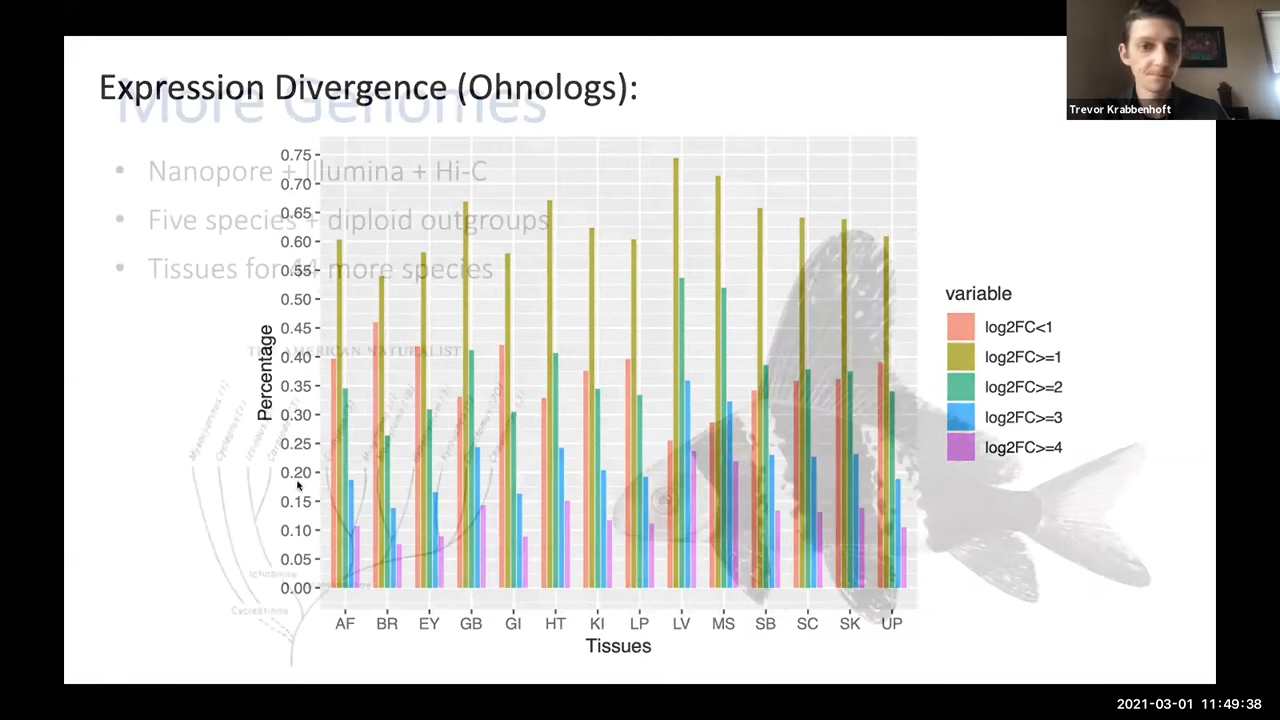 Expression Divergence (Ohnologs):
More Genomes
• Nanopore + Illumina + Hi-C
• Five species + diploid outgroups
• Tissues for 44 more species
Trevor Krabbenhoft
0.75
0.70
0.65
0.60
0.55
0.50
0.45
0.40
0.35
0.30
0.25
0.20
0.15
0.10
0.05
0.00
Percentage
THE AMERICAN NATURALIST
AF BR EY GB GI HT KI LP LV MS SB SC SK UP
Tissues
variable
log2FC<1
log2FC>=1
log2FC>=2
log2FC>=3
log2FC>=4
2021-03-01 11:49:38